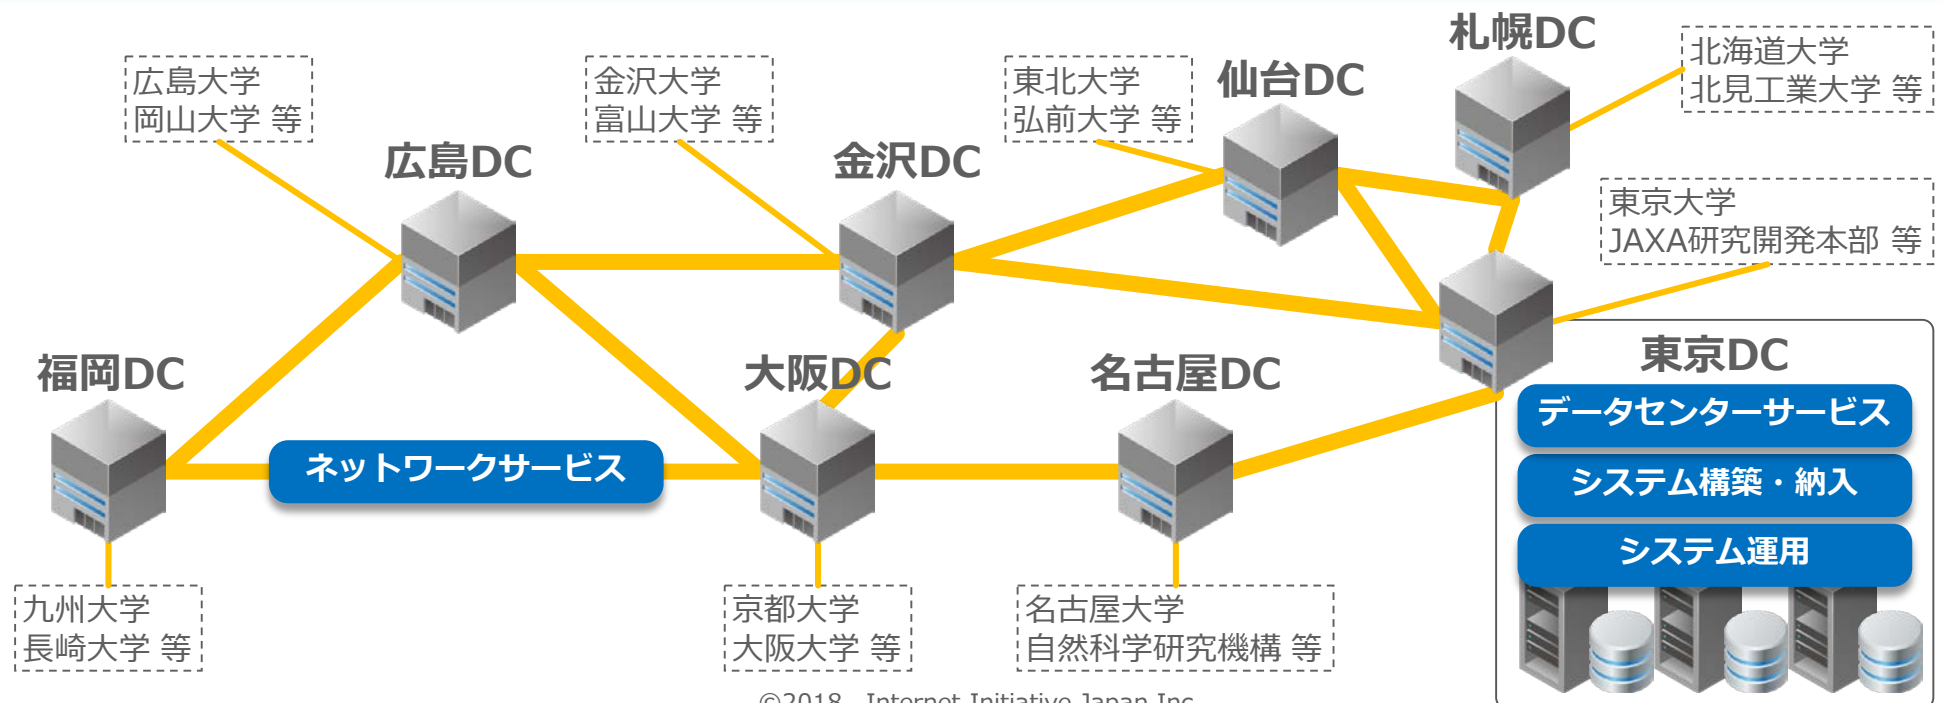 札幌DC
北海道大学
北見工業大学 等
広島大学
岡山大学 等
金沢大学
富山大学 等
東北大学
弘前大学 等
仙台DC
広島DC
金沢DC
東京大学
JAXA研究開発本部 等
福岡DC
大阪DC
名古屋DC
東京DC
データセンターサービス
ネットワークサービス
システム構築・納入
システム運用
九州大学
長崎大学 等
京都大学
大阪大学 等
名古屋大学
自然科学研究機構 等
©2018 Internet Initiative Japan Inc.